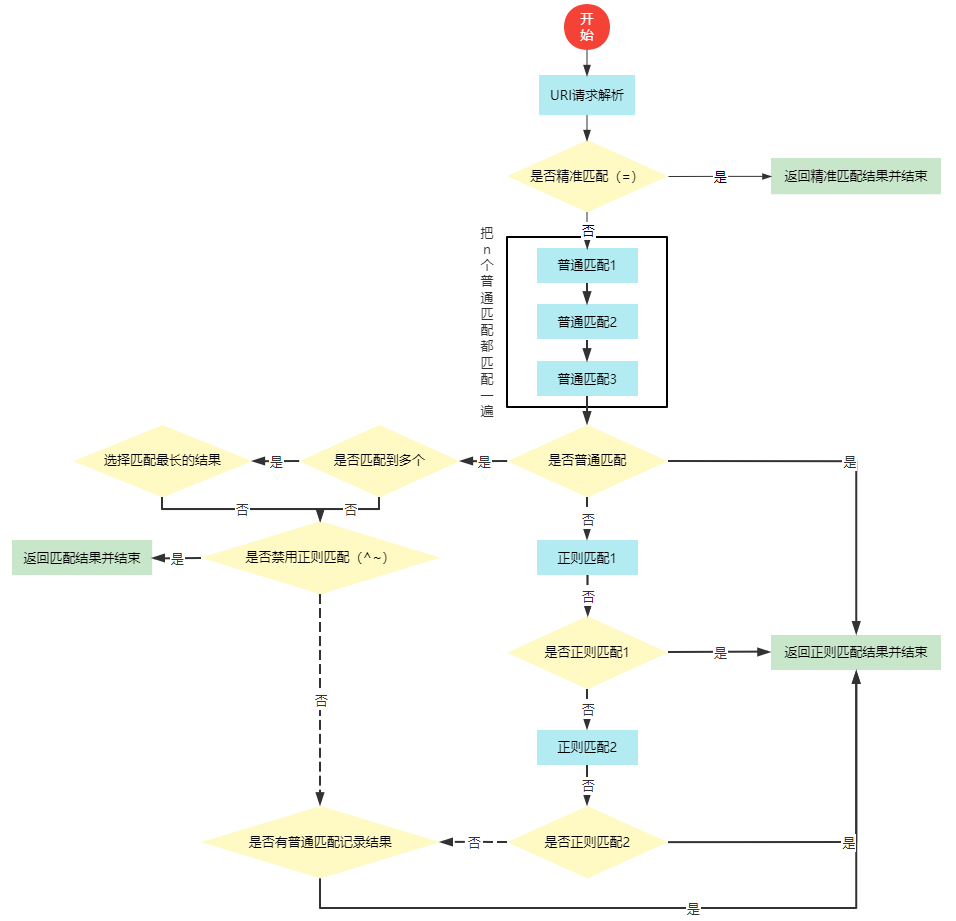 开
始
URI请求解析
是否精准匹配（=）
是
返回精准匹配结果并结束
否
把
n
个
普
通
匹
配
都
匹
配
一
遍
普通匹配1
普通匹配2
普通匹配3
选择匹配最长的结果
是
是否匹配到多个
是
是否普通匹配
是
否
否
否
返回匹配结果并结束
是
是否禁用正则匹配（^~）
正则匹配1
否
是否正则匹配1
是
返回正则匹配结果并结束
否
否
正则匹配2
否
是否有普通匹配记录结果
否
是否正则匹配2
是
是